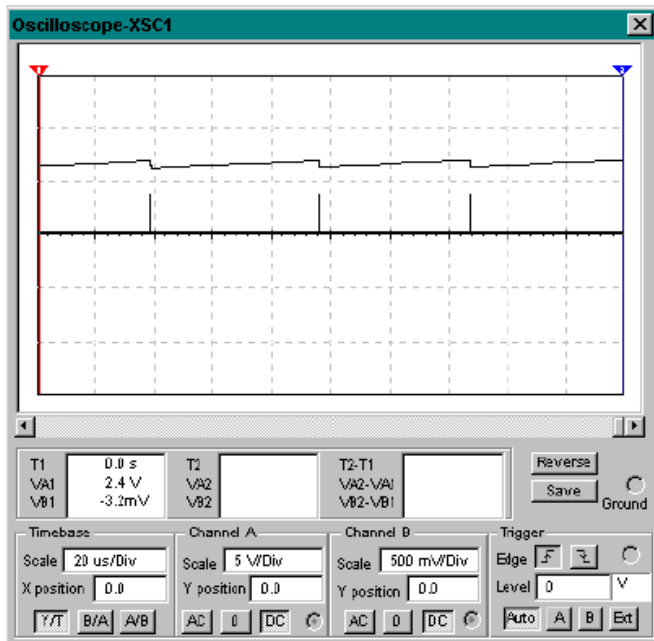 Oscilloscope-XSC1
1 2
T1 0.0 s T2 T2-T1 Reverse
VA1 2.4 V VA2 VA2-VA1
VB1 -3.2mV VB2 VB2-VB1 Save Ground
Timebase Channel A Channel B Trigger
Scale 20 us/Div Scale 5 V/Div Scale 500 mV/Div Edge
X position 0.0 Y position 0.0 Y position 0.0 Level 0 V
Y/T B/A A/B AC 0 DC AC 0 DC Auto A B Ext